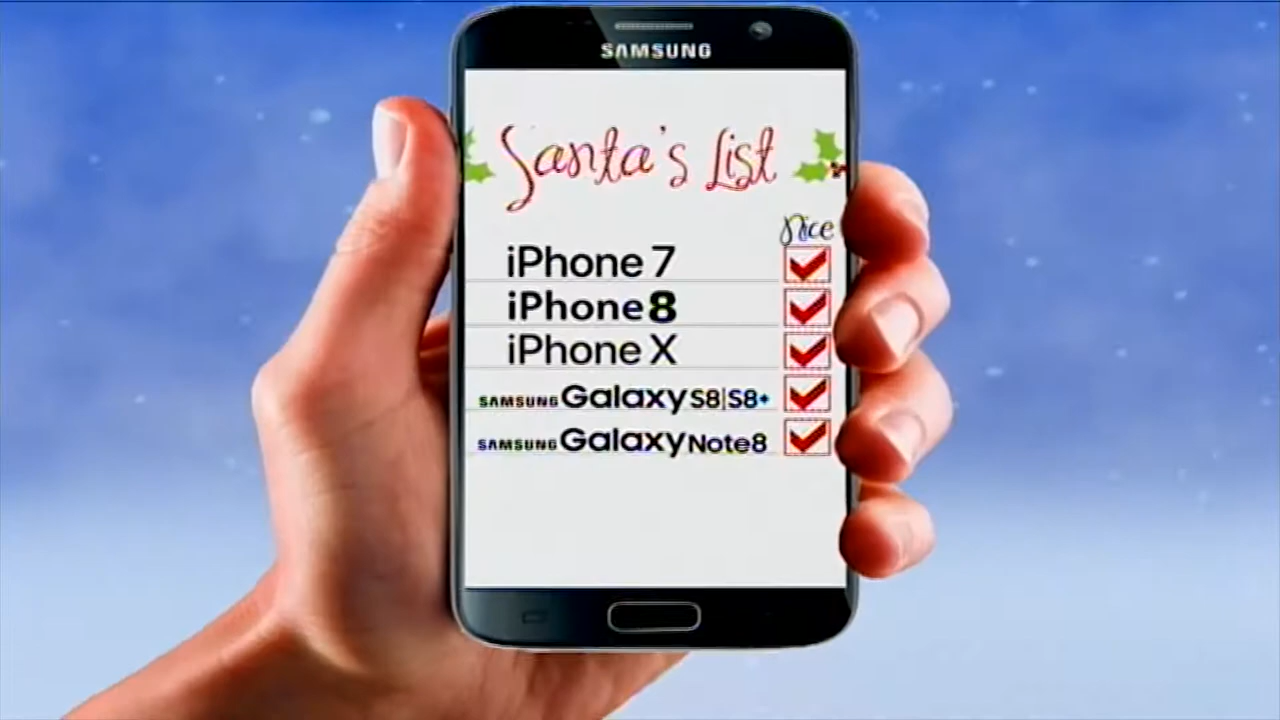 SAMSUNG
Santa's List
Nice
iPhone 7
iPhone 8
iPhone X
SAMSUNG Galaxy S8|S8+
SAMSUNG Galaxy Note8